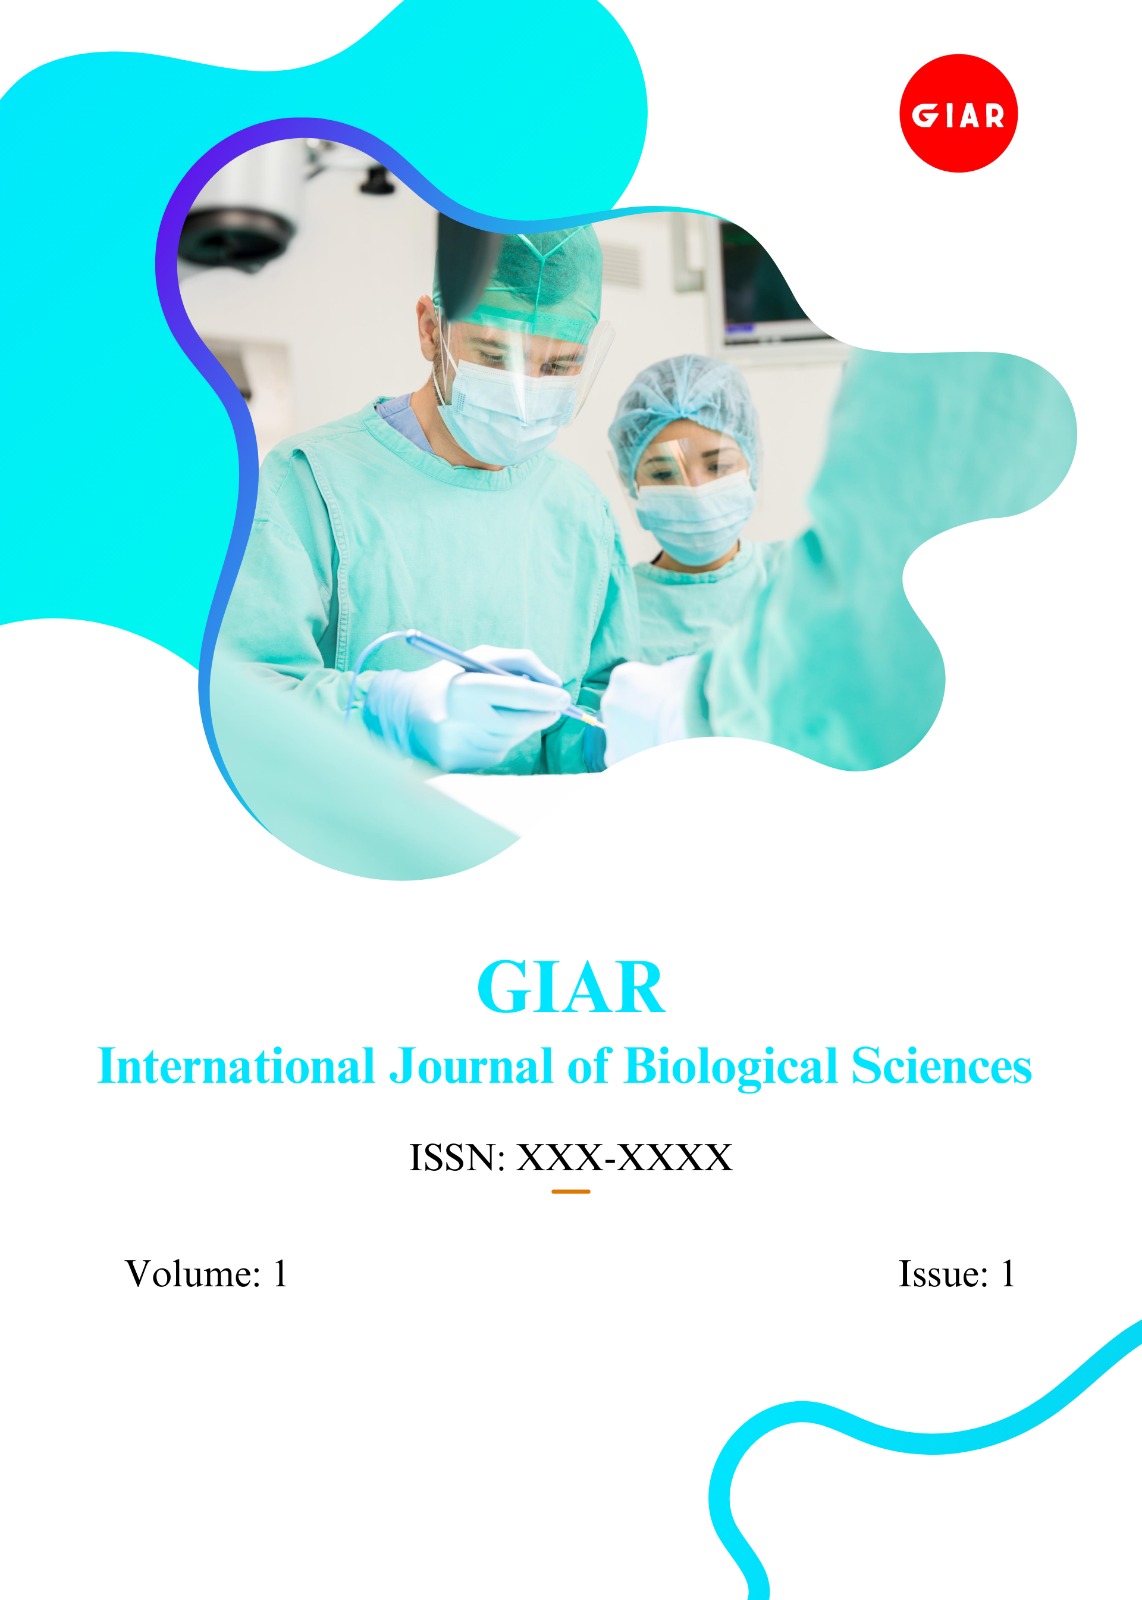 GIAR
GIAR
International Journal of Biological Sciences
ISSN: XXX-XXXX
Volume: 1
Issue: 1